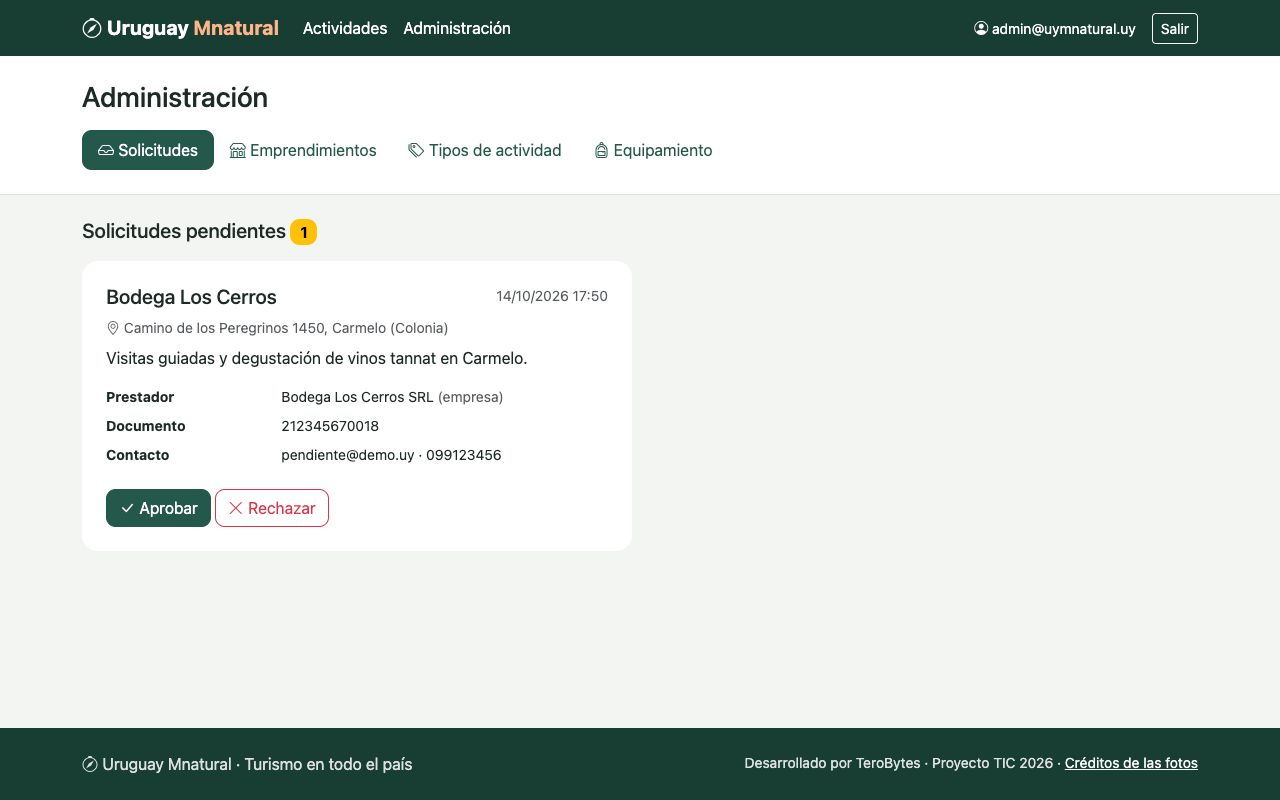 Uruguay Mnatural Actividades Administración admin@uymnatural.uy Salir
Administración
Solicitudes Emprendimientos Tipos de actividad Equipamiento
Solicitudes pendientes 1
Bodega Los Cerros 14/10/2026 17:50
Camino de los Peregrinos 1450, Carmelo (Colonia)
Visitas guiadas y degustación de vinos tannat en Carmelo.
Prestador Bodega Los Cerros SRL (empresa)
Documento 212345670018
Contacto pendiente@demo.uy · 099123456
Aprobar Rechazar
Uruguay Mnatural · Turismo en todo el país Desarrollado por TeroBytes · Proyecto TIC 2026 · Créditos de las fotos